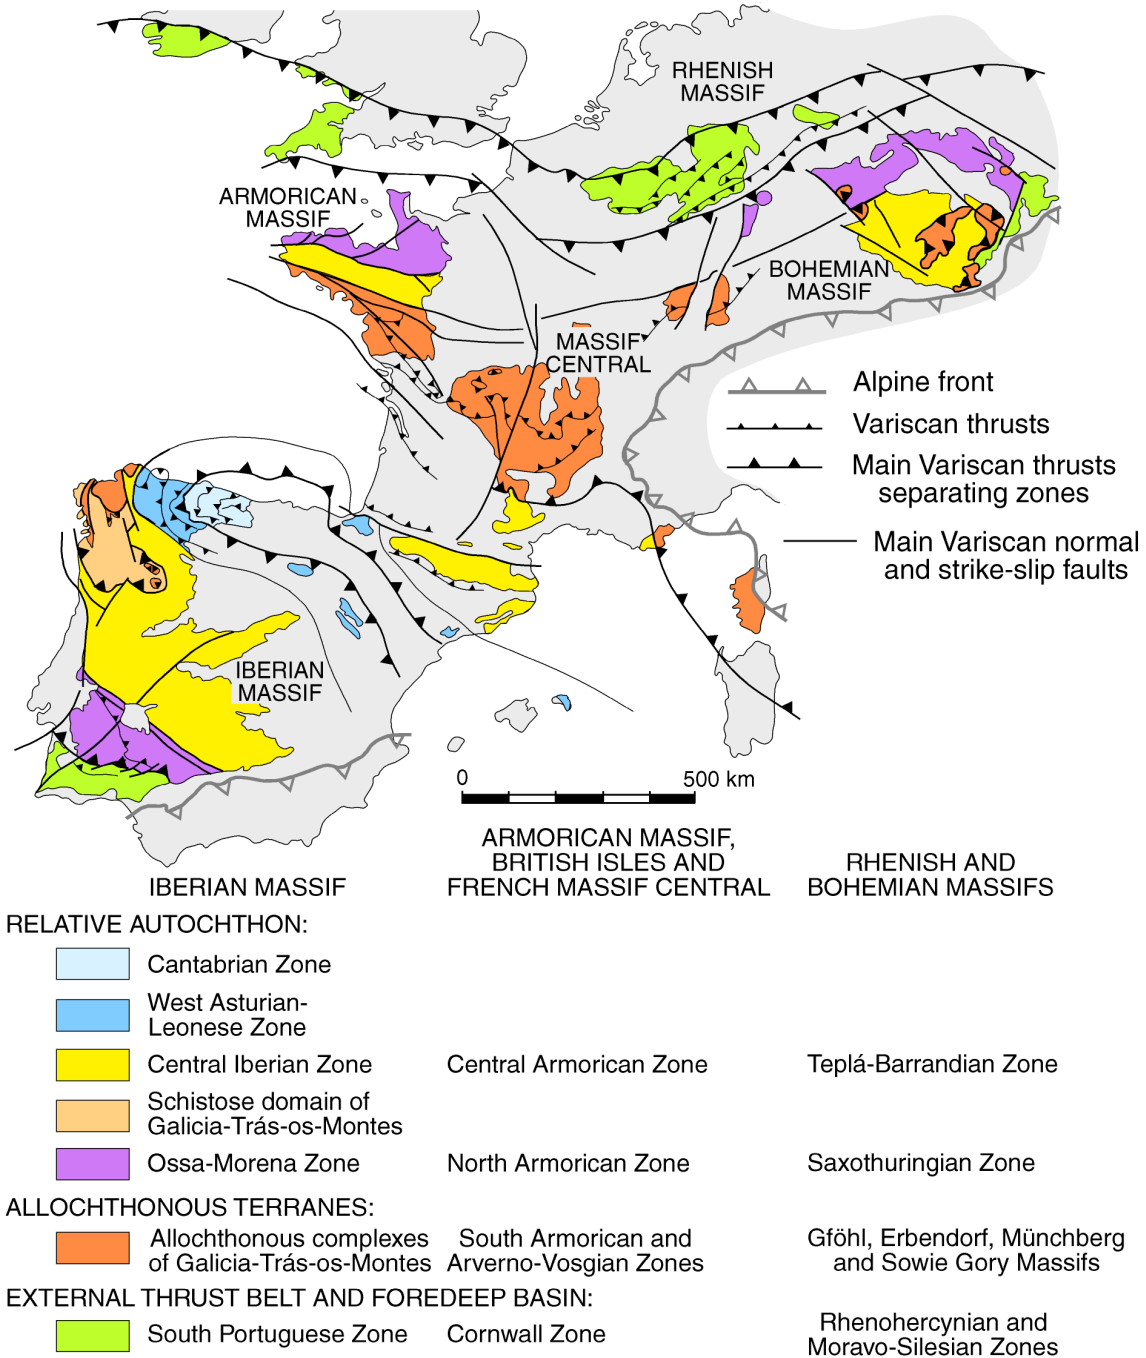 RHENISH
MASSIF
ARMORICAN
MASSIF
BOHEMIAN
MASSIF
MASSIF
CENTRAL
Alpine front
Variscan thrusts
Main Variscan thrusts
separating zones
Main Variscan normal
and strike-slip faults
IBERIAN
MASSIF
0 500 km
IBERIAN MASSIF
ARMORICAN MASSIF,
BRITISH ISLES AND
FRENCH MASSIF CENTRAL
RHENISH AND
BOHEMIAN MASSIFS
RELATIVE AUTOCHTHON:
Cantabrian Zone
West Asturian-
Leonese Zone
Central Iberian Zone Central Armorican Zone Teplá-Barrandian Zone
Schistose domain of
Galicia-Trás-os-Montes
Ossa-Morena Zone North Armorican Zone Saxothuringian Zone
ALLOCHTHONOUS TERRANES:
Allochthonous complexes
of Galicia-Trás-os-Montes
South Armorican and
Arverno-Vosgian Zones
Gföhl, Erbendorf, Münchberg
and Sowie Gory Massifs
EXTERNAL THRUST BELT AND FOREDEEP BASIN:
South Portuguese Zone Cornwall Zone
Rhenohercynian and
Moravo-Silesian Zones